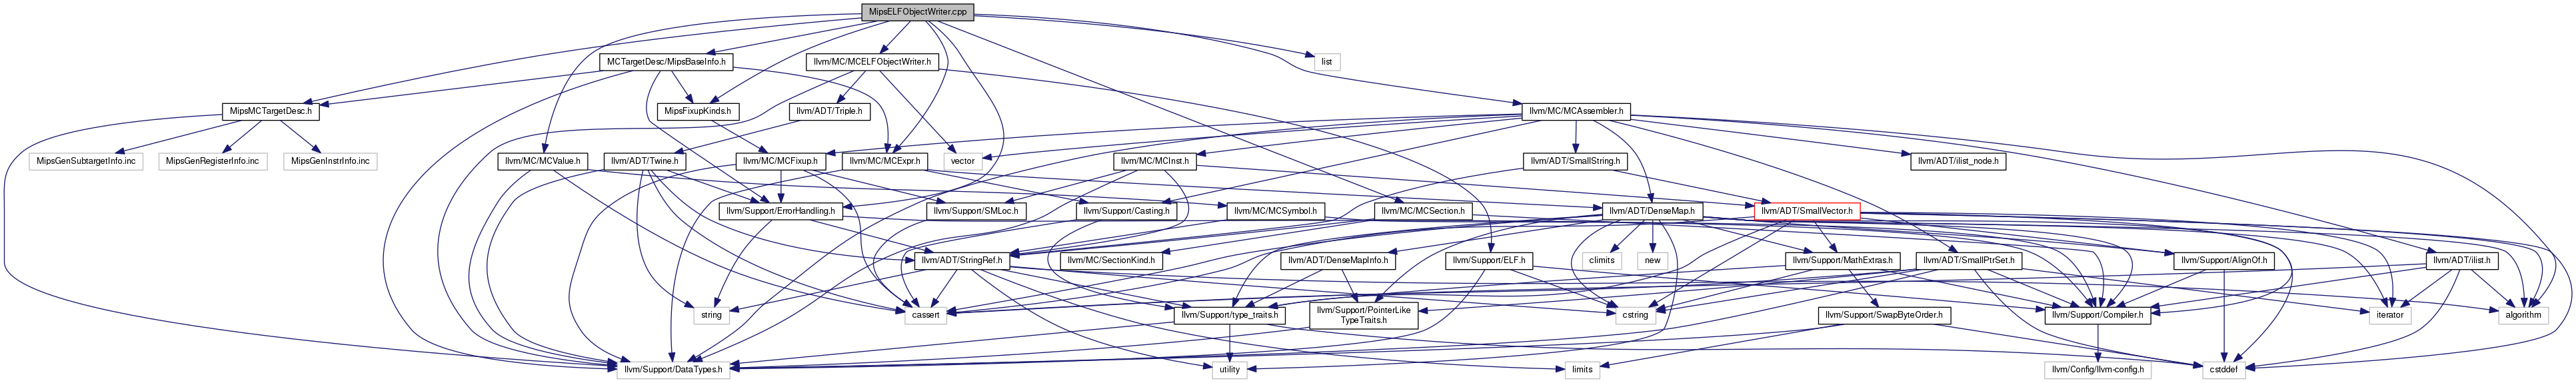 MipsELFObjectWriter.cpp
MCTargetDesc/MipsBaseInfo.h
llvm/MC/MCELFObjectWriter.h
list
MipsMCTargetDesc.h
MipsFixupKinds.h
llvm/ADT/Triple.h
llvm/MC/MCAssembler.h
MipsGenSubtargetInfo.inc
MipsGenRegisterInfo.inc
MipsGenInstrInfo.inc
llvm/MC/MCValue.h
llvm/ADT/Twine.h
llvm/MC/MCFixup.h
llvm/MC/MCExpr.h
vector
llvm/MC/MCInst.h
llvm/ADT/SmallString.h
llvm/ADT/ilist_node.h
llvm/Support/ErrorHandling.h
llvm/Support/SMLoc.h
llvm/Support/Casting.h
llvm/MC/MCSymbol.h
llvm/MC/MCSection.h
llvm/ADT/DenseMap.h
llvm/ADT/SmallVector.h
llvm/ADT/StringRef.h
llvm/MC/SectionKind.h
llvm/Support/ELF.h
llvm/ADT/DenseMapInfo.h
climits
new
llvm/Support/MathExtras.h
llvm/ADT/SmallPtrSet.h
llvm/Support/AlignOf.h
llvm/ADT/ilist.h
string
cassert
llvm/Support/type_traits.h
llvm/Support/PointerLike
TypeTraits.h
cstring
llvm/Support/SwapByteOrder.h
llvm/Support/Compiler.h
iterator
algorithm
llvm/Support/DataTypes.h
utility
limits
llvm/Config/llvm-config.h
cstddef